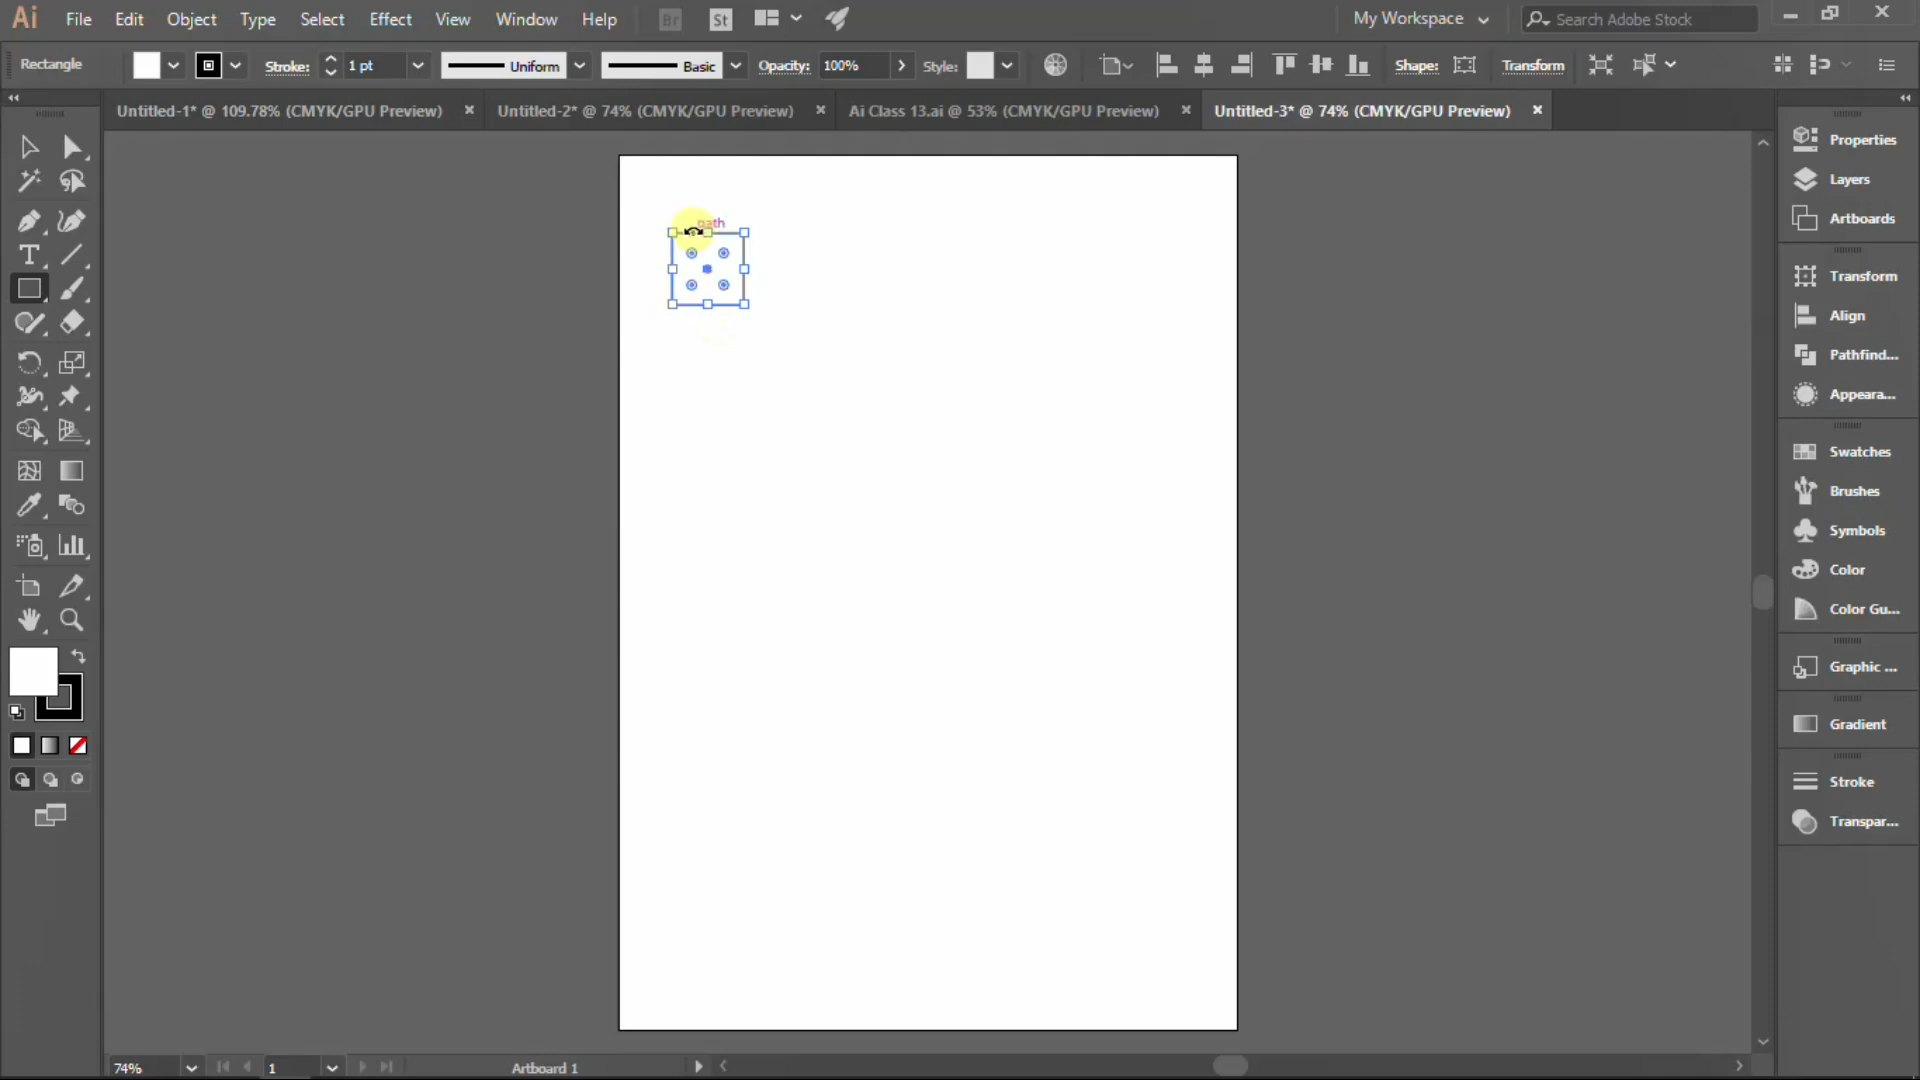 Ai File Edit Object Type Select Effect View Window Help Br St My Workspace Search Adobe Stock
Rectangle Stroke: 1 pt Uniform Basic Opacity: 100% Style: Shape: Transform
Untitled-1* @ 109.78% (CMYK/GPU Preview) Untitled-2* @ 74% (CMYK/GPU Preview) Ai Class 13.ai @ 53% (CMYK/GPU Preview) Untitled-3* @ 74% (CMYK/GPU Preview)
Properties
Layers
Artboards
path
Transform
Align
Pathfind...
Appeara...
Swatches
Brushes
Symbols
Color
Color Gu...
Graphic ...
Gradient
Stroke
Transpar...
74% 1 Artboard 1